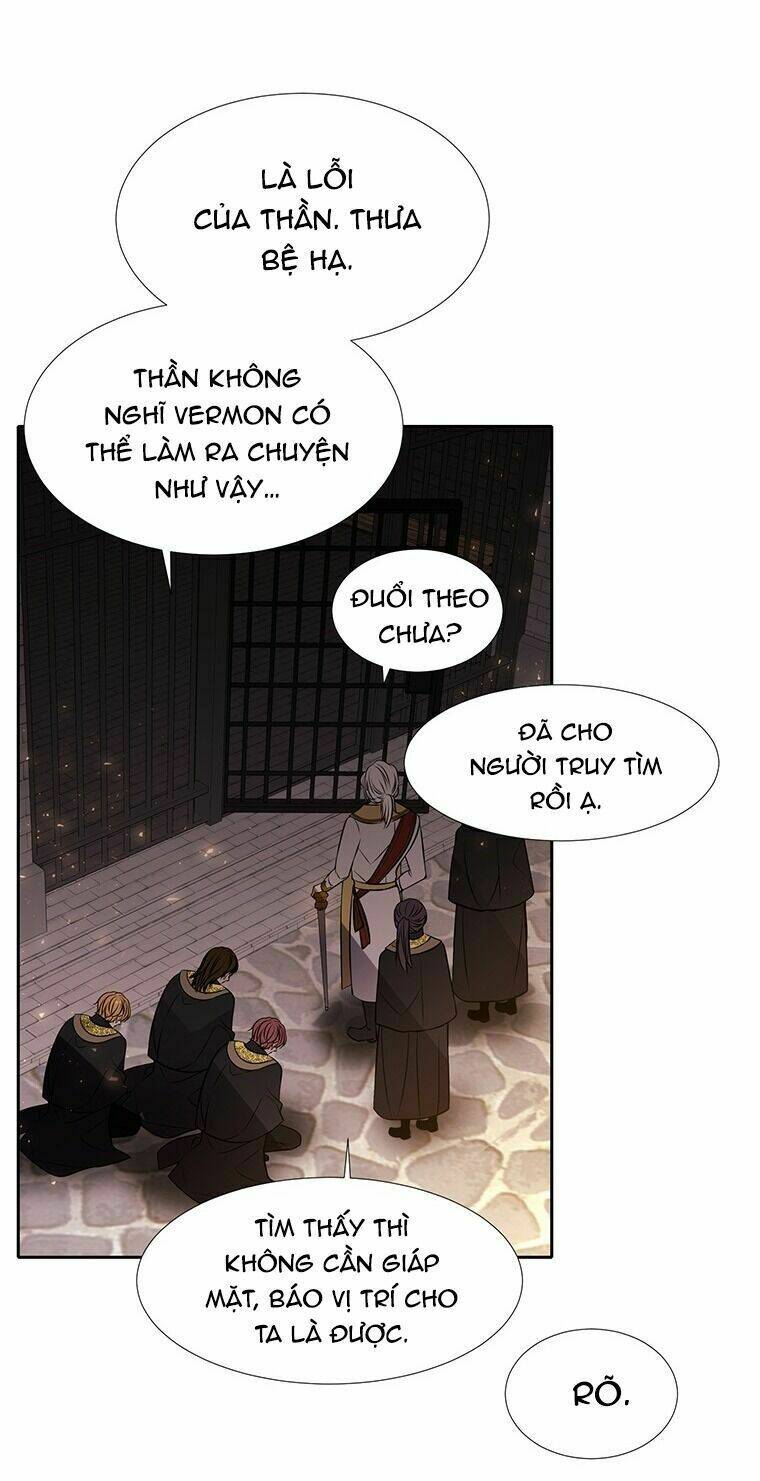 LÀ LỖI
CỦA THẦN. THƯA
BỆ HẠ.
THẦN KHÔNG
NGHĨ VERMON CÓ
THỂ LÀM RA CHUYỆN
NHƯ VẬY...
ĐUỔI THEO
CHƯA?
ĐÃ CHO
NGƯỜI TRUY TÌM
RỒI Ạ.
TÌM THẤY THÌ
KHÔNG CẦN GIÁP
MẶT, BÁO VỊ TRÍ CHO
TA LÀ ĐƯỢC.
RÕ.